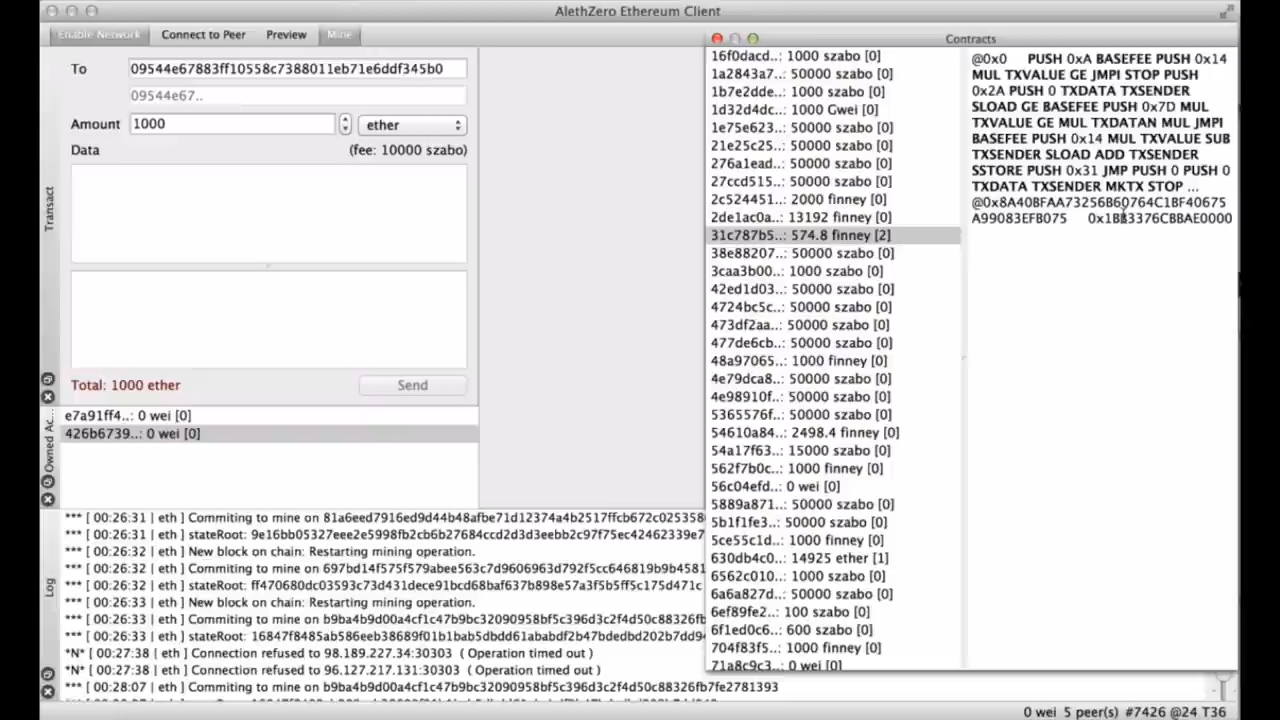 AlethZero Ethereum Client
Enable Network Connect to Peer Preview Mine
To 09544e67883ff10558c7388011eb71e6ddf345b0
09544e67..
Amount 1000 ether
Data (fee: 10000 szabo)
Transact
Total: 1000 ether Send
Owned Ac...
e7a91ff4..: 0 wei [0]
426b6739..: 0 wei [0]
Log
*** [ 00:26:31 | eth ] Commiting to mine on 81a6eed7916ed9d44b48afbe71d12374a4b2517ffcb672c025358
*** [ 00:26:31 | eth ] stateRoot: 9e16bb05327eee2e5998fb2cb6b27684ccd2d3d3eebb2c97f75ec42462339e7
*** [ 00:26:32 | eth ] New block on chain: Restarting mining operation.
*** [ 00:26:32 | eth ] Commiting to mine on 697bd14f575f579abee563c7d9606963d792f5cc646819b9b4581
*** [ 00:26:32 | eth ] stateRoot: ff470680dc03593c73d431dece91bcd68baf637b898e57a3f5b5ff5c175d471c
*** [ 00:26:33 | eth ] New block on chain: Restarting mining operation.
*** [ 00:26:33 | eth ] Commiting to mine on b9ba4b9d00a4cf1c47b9bc32090958bf5c396d3c2f4d50c88326fb
*** [ 00:26:33 | eth ] stateRoot: 16847f8485ab586eeb38689f01b1bab5dbdd61ababdf2b47bdedbd202b7dd9
*N* [ 00:27:38 | eth ] Connection refused to 98.189.227.34:30303 ( Operation timed out )
*N* [ 00:27:38 | eth ] Connection refused to 96.127.217.131:30303 ( Operation timed out )
*** [ 00:28:07 | eth ] Commiting to mine on b9ba4b9d00a4cf1c47b9bc32090958bf5c396d3c2f4d50c88326fb7fe2781393
Contracts
16f0dacd..: 1000 szabo [0]
1a2843a7..: 50000 szabo [0]
1b7e2dde..: 1000 szabo [0]
1d32d4dc..: 1000 Gwei [0]
1e75e623..: 50000 szabo [0]
21e25c25..: 50000 szabo [0]
276a1ead..: 50000 szabo [0]
27ccd515..: 50000 szabo [0]
2c524451..: 2000 finney [0]
2de1ac0a..: 13192 finney [0]
31c787b5..: 574.8 finney [2]
38e88207..: 50000 szabo [0]
3caa3b00..: 1000 szabo [0]
42ed1d03..: 50000 szabo [0]
4724bc5c..: 50000 szabo [0]
473df2aa..: 50000 szabo [0]
477de6cb..: 50000 szabo [0]
48a97065..: 1000 finney [0]
4e79dca8..: 50000 szabo [0]
4e98910f..: 50000 szabo [0]
5365576f..: 50000 szabo [0]
54610a84..: 2498.4 finney [0]
54a17f63..: 15000 szabo [0]
562f7b0c..: 1000 finney [0]
56c04efd..: 0 wei [0]
5889a871..: 50000 szabo [0]
5b1f1fe3..: 50000 szabo [0]
5ce55c1d..: 1000 finney [0]
630db4c0..: 14925 ether [1]
6562c010..: 1000 szabo [0]
6a6a827d..: 50000 szabo [0]
6ef89fe2..: 100 szabo [0]
6f1ed0c6..: 600 szabo [0]
704f83f5..: 1000 finney [0]
71a8c9c3..: 0 wei [0]
@0x0 PUSH 0xA BASEFEE PUSH 0x14
MUL TXVALUE GE JMPI STOP PUSH
0x2A PUSH 0 TXDATA TXSENDER
SLOAD GE BASEFEE PUSH 0x7D MUL
TXVALUE GE MUL TXDATAN MUL JMPI
BASEFEE PUSH 0x14 MUL TXVALUE SUB
TXSENDER SLOAD ADD TXSENDER
SSTORE PUSH 0x31 JMP PUSH 0 PUSH 0
TXDATA TXSENDER MKTX STOP ...
@0x8A40BFAA73256B60764C1BF40675
A99083EFB075
0 wei 5 peer(s) #7426 @24 T36